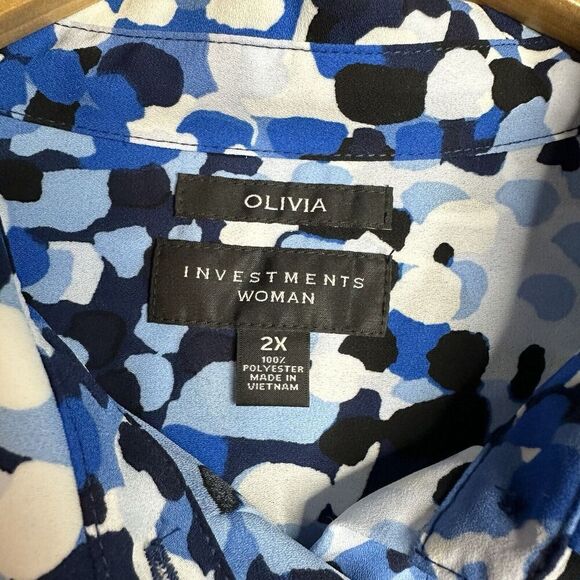 OLIVIA
INVESTMENTS
WOMAN
2X
100%
POLYESTER
MADE IN
VIETNAM